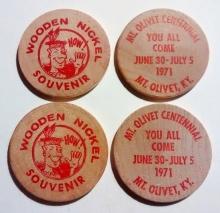 WOODEN NICKEL
HOW!
SOUVENIR
MT. OLIVET CENTENNIAL
YOU ALL
COME
JUNE 30-JULY 5
1971
MT. OLIVET, KY.
WOODEN NICKEL
HOW!
SOUVENIR
MT. OLIVET CENTENNIAL
YOU ALL
COME
JUNE 30-JULY 5
1971
MT. OLIVET, KY.